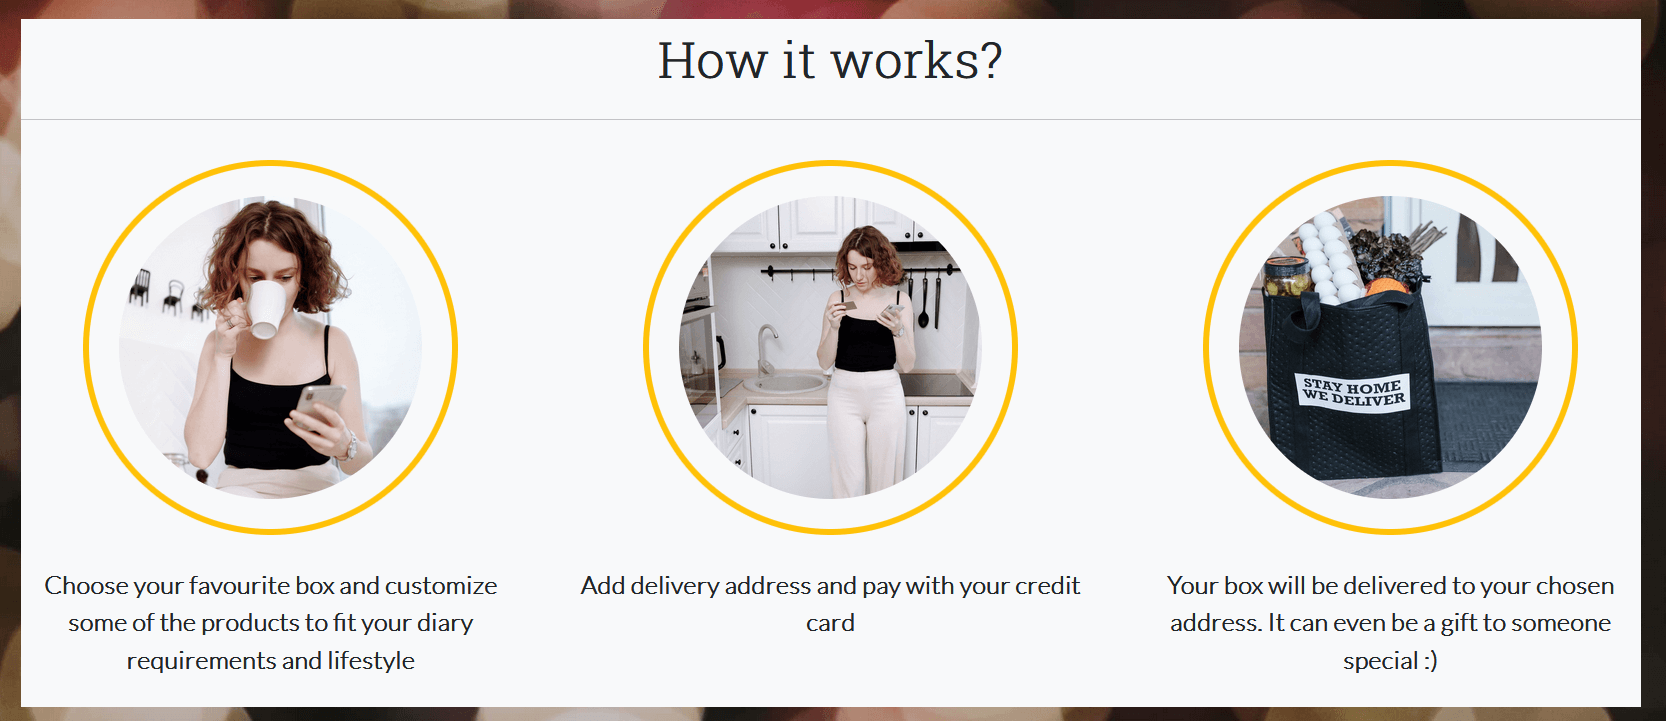 How it works?
STAY HOME
WE DELIVER
Choose your favourite box and customize
some of the products to fit your diary
requirements and lifestyle
Add delivery address and pay with your credit
card
Your box will be delivered to your chosen
address. It can even be a gift to someone
special :)